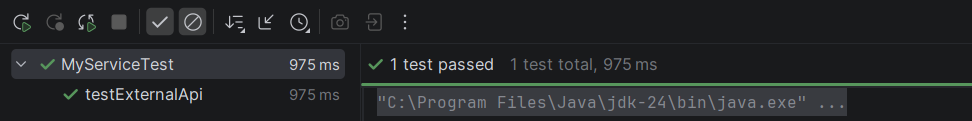 MyServiceTest 975 ms
testExternalApi 975 ms
1 test passed 1 test total, 975 ms
"C:\Program Files\Java\jdk-24\bin\java.exe" ...